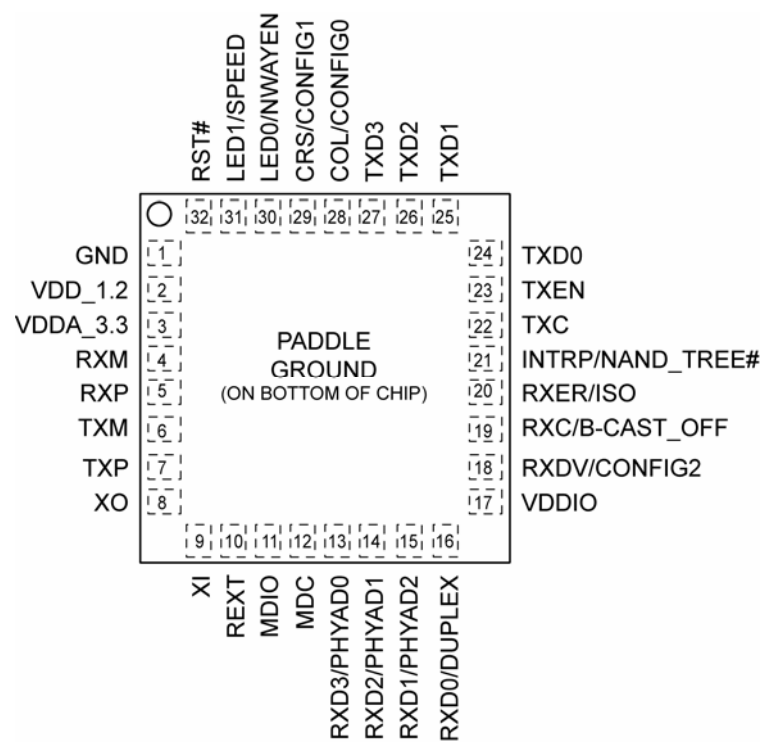 RST#
LED1/SPEED
LED0/NWAYEN
CRS/CONFIG1
COL/CONFIG0
TXD3
TXD2
TXD1
32 31 30 29 28 27 26 25
GND 1
VDD_1.2 2
VDDA_3.3 3
RXM 4
RXP 5
TXM 6
TXP 7
XO 8
PADDLE
GROUND
(ON BOTTOM OF CHIP)
24 TXD0
23 TXEN
22 TXC
21 INTRP/NAND_TREE#
20 RXER/ISO
19 RXC/B-CAST_OFF
18 RXDV/CONFIG2
17 VDDIO
9 10 11 12 13 14 15 16
XI
REXT
MDIO
MDC
RXD3/PHYAD0
RXD2/PHYAD1
RXD1/PHYAD2
RXD0/DUPLEX